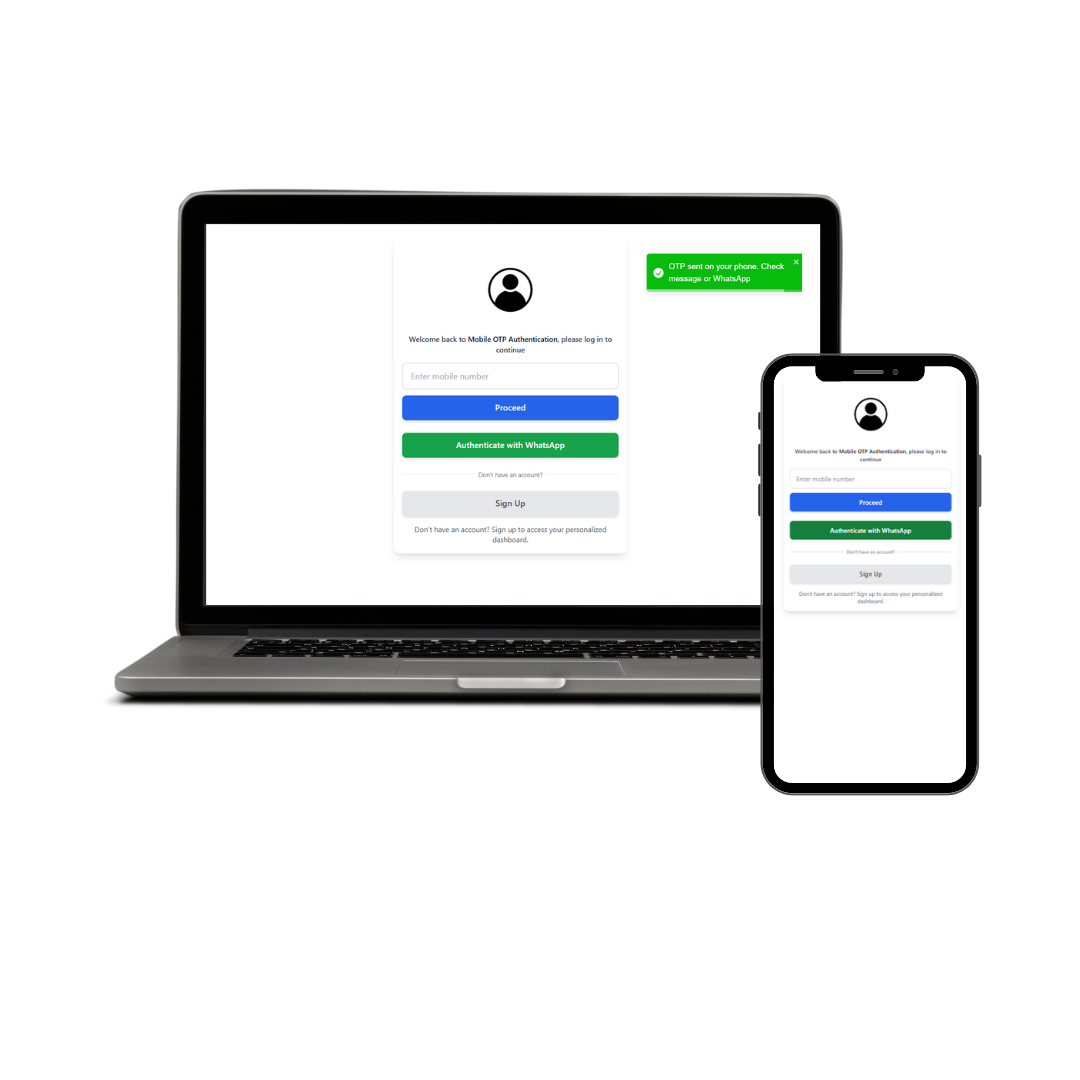 OTP sent on your phone. Check
message or WhatsApp
Welcome back to Mobile OTP Authentication, please log in to
continue
Enter mobile number
Proceed
Authenticate with WhatsApp
Don't have an account?
Sign Up
Don't have an account? Sign up to access your personalized
dashboard.
Welcome back to Mobile OTP Authentication, please log in to
continue
Enter mobile number
Proceed
Authenticate with WhatsApp
Don't have an account?
Sign Up
Don't have an account? Sign up to access your personalized
dashboard.